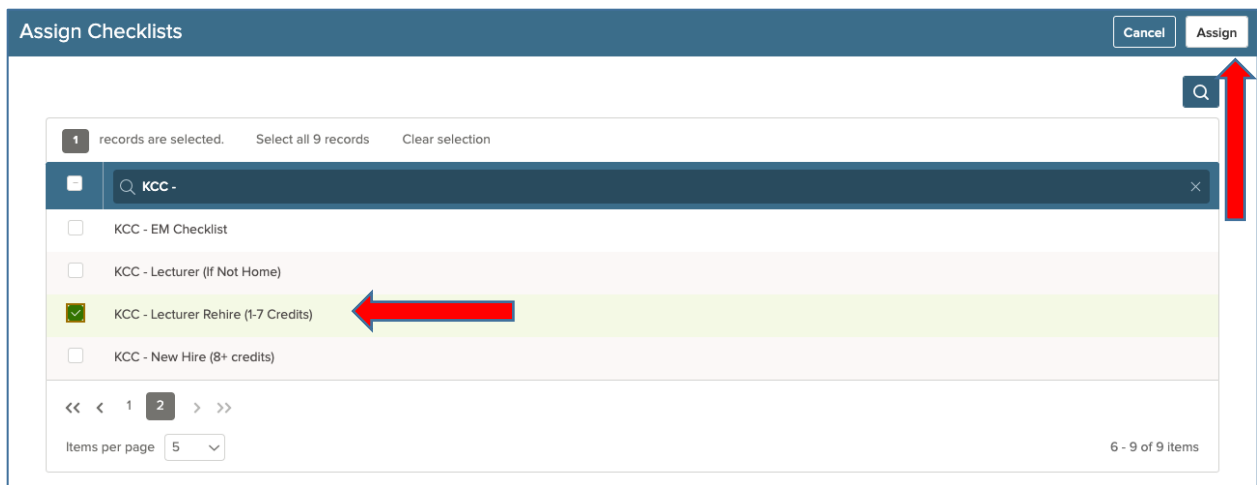 Assign Checklists Cancel Assign
1 records are selected. Select all 9 records Clear selection
KCC -
KCC - EM Checklist
KCC - Lecturer (If Not Home)
KCC - Lecturer Rehire (1-7 Credits)
KCC - New Hire (8+ credits)
<< < 1 2 > >>
Items per page 5 6 - 9 of 9 items